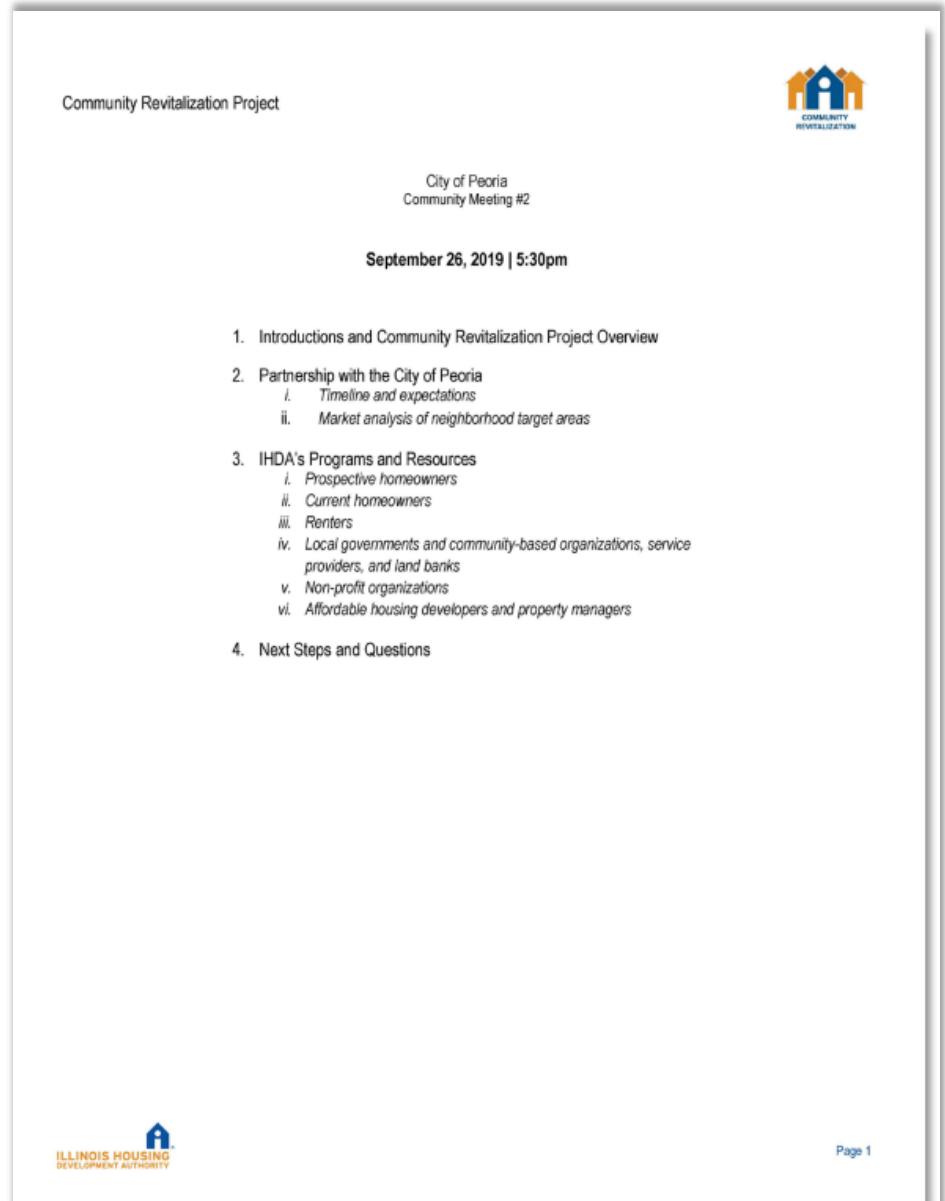 Community Revitalization Project
COMMUNITY
REVITALIZATION
City of Peoria
Community Meeting #2
September 26, 2019 | 5:30pm
1. Introductions and Community Revitalization Project Overview
2. Partnership with the City of Peoria
i. Timeline and expectations
ii. Market analysis of neighborhood target areas
3. IHDA's Programs and Resources
i. Prospective homeowners
ii. Current homeowners
iii. Renters
iv. Local governments and community-based organizations, service
providers, and land banks
v. Non-profit organizations
vi. Affordable housing developers and property managers
4. Next Steps and Questions
ILLINOIS HOUSING
DEVELOPMENT AUTHORITY
Page 1